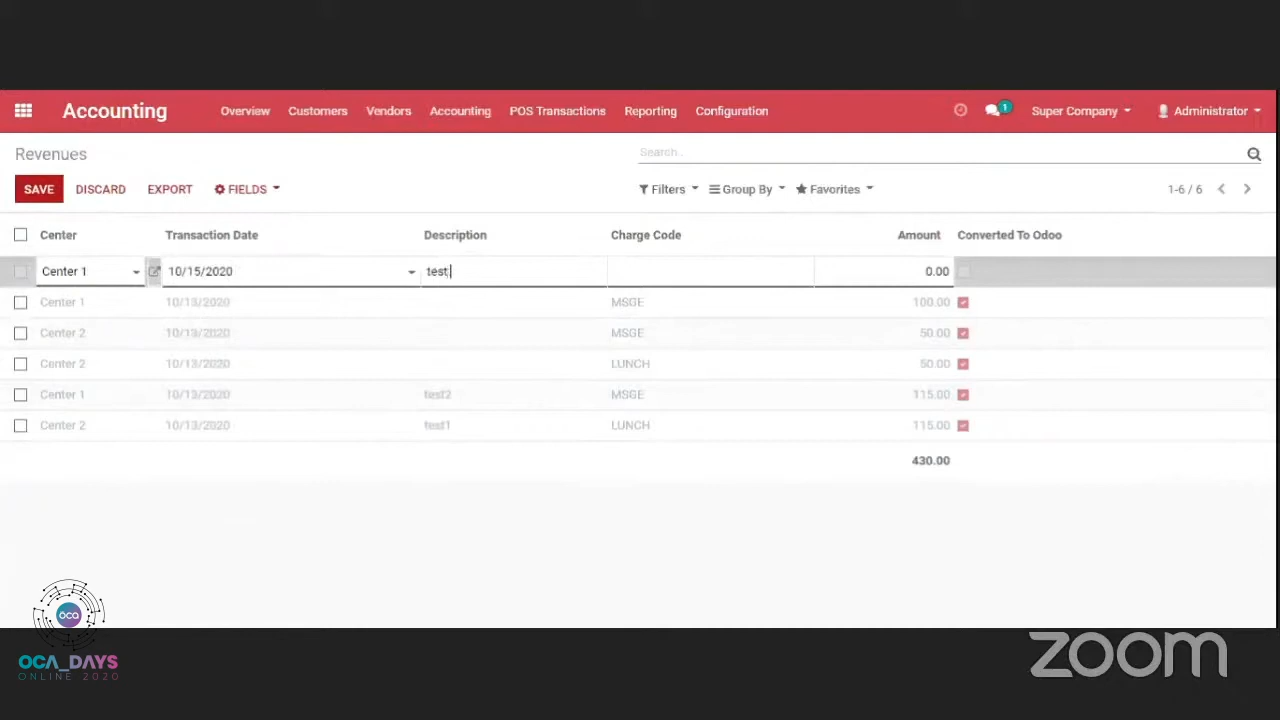 Accounting Overview Customers Vendors Accounting POS Transactions Reporting Configuration 1 Super Company Administrator
Revenues Search...
SAVE DISCARD EXPORT FIELDS Filters Group By Favorites 1-6 / 6
Center Transaction Date Description Charge Code Amount Converted To Odoo
Center 1 10/15/2020 test 0.00
Center 1 10/13/2020 MSGE 100.00
Center 2 10/13/2020 MSGE 50.00
Center 2 10/13/2020 LUNCH 50.00
Center 1 10/13/2020 test2 MSGE 115.00
Center 2 10/13/2020 test1 LUNCH 115.00
430.00
oca
OCA_DAYS
ONLINE 2020
zoom